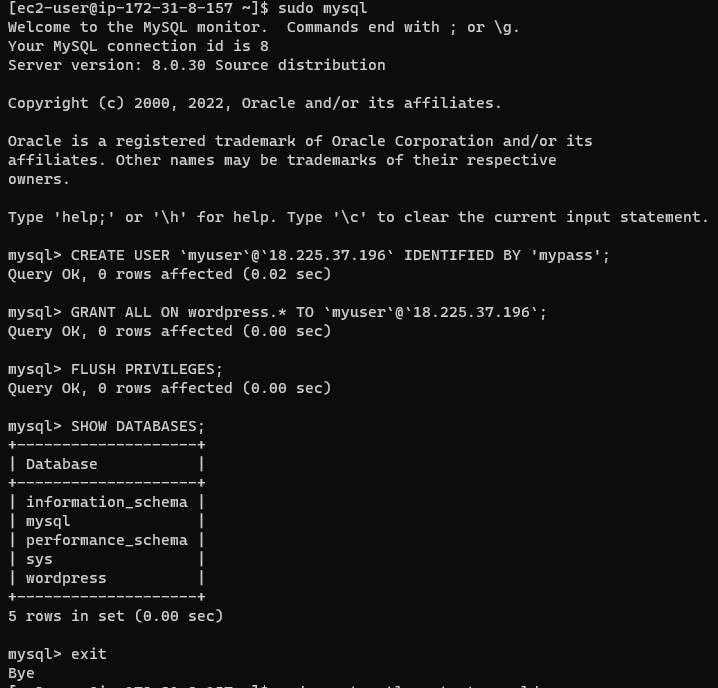 [ec2-user@ip-172-31-8-157 ~]$ sudo mysql
Welcome to the MySQL monitor.  Commands end with ; or \g.
Your MySQL connection id is 8
Server version: 8.0.30 Source distribution
Copyright (c) 2000, 2022, Oracle and/or its affiliates.
Oracle is a registered trademark of Oracle Corporation and/or its
affiliates. Other names may be trademarks of their respective
owners.
Type 'help;' or '\h' for help. Type '\c' to clear the current input statement.
mysql> CREATE USER `myuser`@`18.225.37.196` IDENTIFIED BY 'mypass';
Query OK, 0 rows affected (0.02 sec)
mysql> GRANT ALL ON wordpress.* TO `myuser`@`18.225.37.196`;
Query OK, 0 rows affected (0.00 sec)
mysql> FLUSH PRIVILEGES;
Query OK, 0 rows affected (0.00 sec)
mysql> SHOW DATABASES;
+--------------------+
| Database           |
+--------------------+
| information_schema |
| mysql              |
| performance_schema |
| sys                |
| wordpress          |
+--------------------+
5 rows in set (0.00 sec)
mysql> exit
Bye